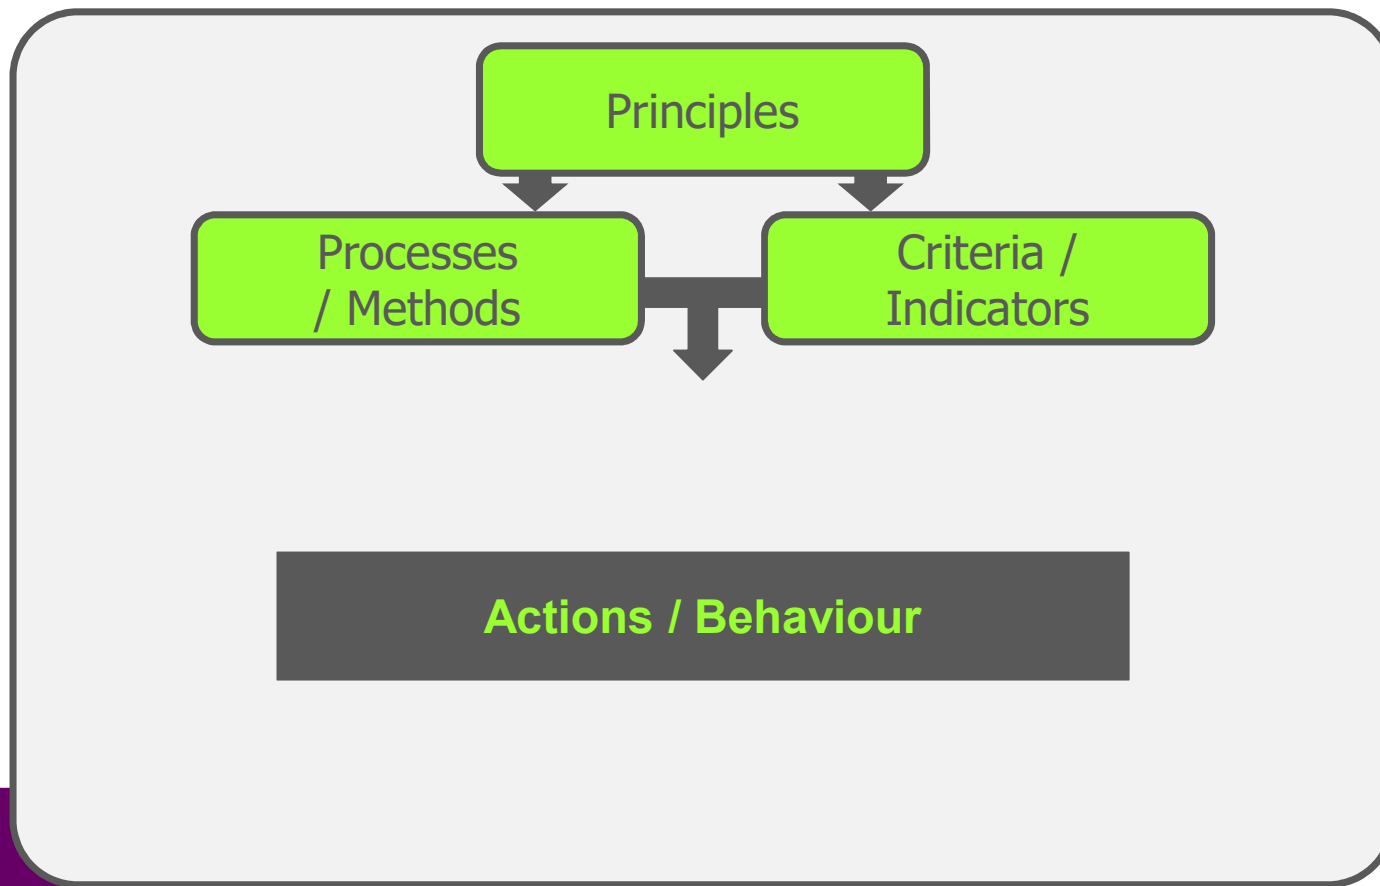 Principles
Processes
/ Methods
Criteria /
Indicators
Actions / Behaviour